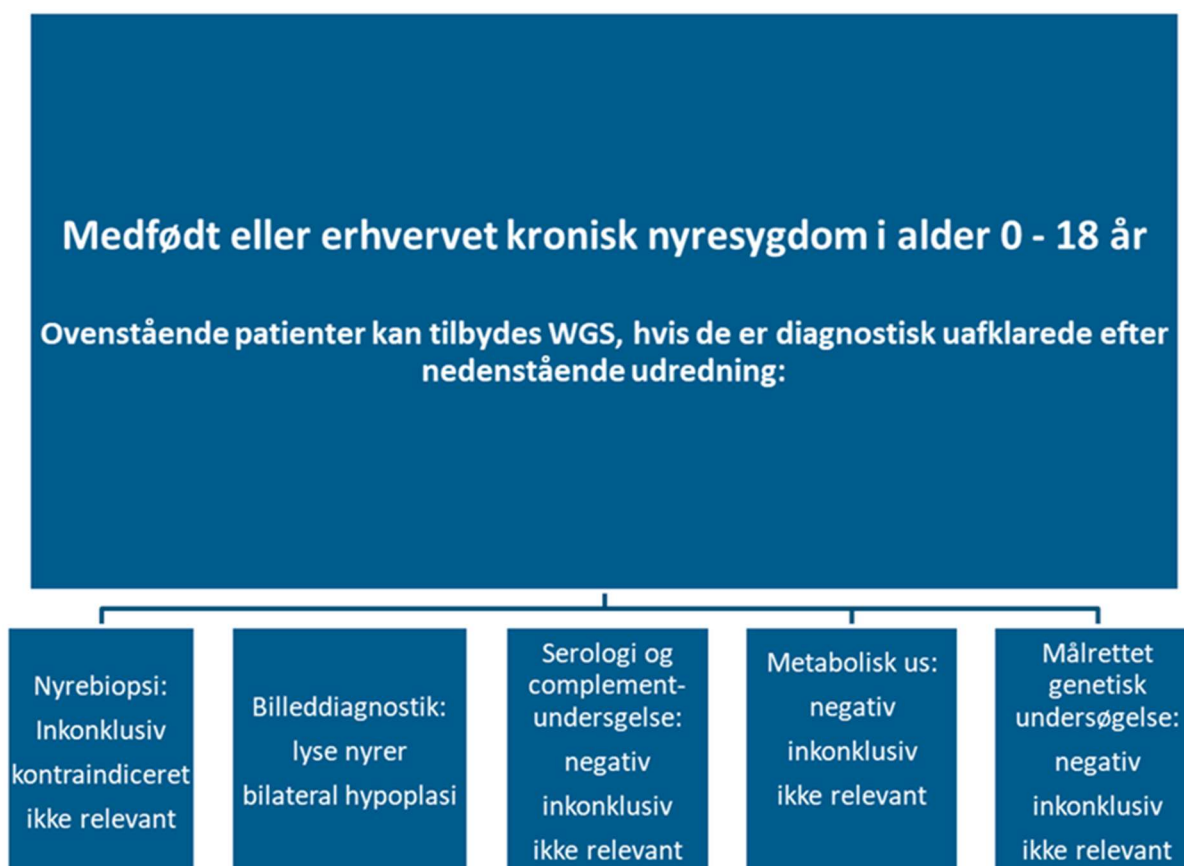 Medfødt eller erhvervet kronisk nyresygdom i alder 0 - 18 år
Ovenstående patienter kan tilbydes WGS, hvis de er diagnostisk uafklarede efter
nedenstående udredning:
Nyrebiopsi:
Inkonklusiv
kontraindiceret
ikke relevant
Billeddiagnostik:
lyse nyrer
bilateral hypoplasi
Serologi og
complement-
undersgelse:
negativ
inkonklusiv
ikke relevant
Metabolisk us:
negativ
inkonklusiv
ikke relevant
Målrettet
genetisk
undersøgelse:
negativ
inkonklusiv
ikke relevant